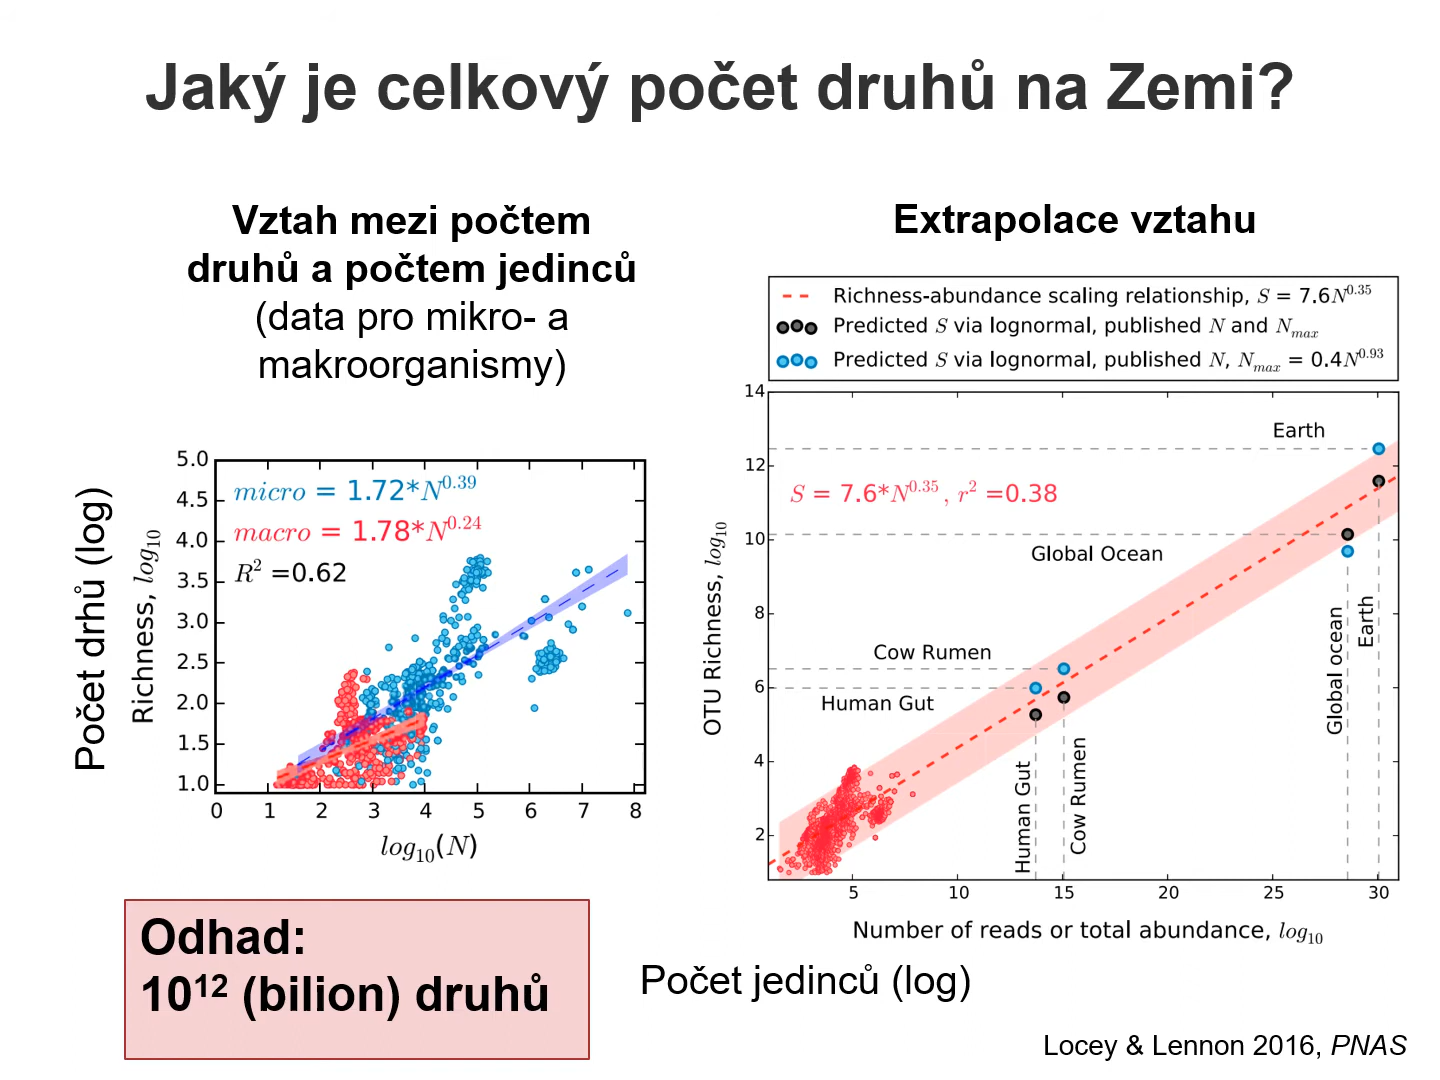 Jaký je celkový počet druhů na Zemi?
Vztah mezi počtem
druhů a počtem jedinců
(data pro mikro- a
makroorganismy)
Počet drhů (log)
Richness, log10
5.0
4.5
4.0
3.5
3.0
2.5
2.0
1.5
1.0
micro = 1.72*N^0.39
macro = 1.78*N^0.24
R² =0.62
0 1 2 3 4 5 6 7 8
log10(N)
Odhad:
10¹² (bilion) druhů
Extrapolace vztahu
Richness-abundance scaling relationship, S = 7.6N^0.35
Predicted S via lognormal, published N and Nmax
Predicted S via lognormal, published N, Nmax = 0.4N^0.93
OTU Richness, log10
14
12
10
8
6
4
2
Earth
S = 7.6*N^0.35, r² =0.38
Global Ocean
Cow Rumen
Human Gut
Human Gut
Cow Rumen
Global ocean
Earth
5 10 15 20 25 30
Number of reads or total abundance, log10
Počet jedinců (log)
Locey & Lennon 2016, PNAS